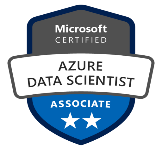 Microsoft
CERTIFIED
AZURE
DATA SCIENTIST
ASSOCIATE